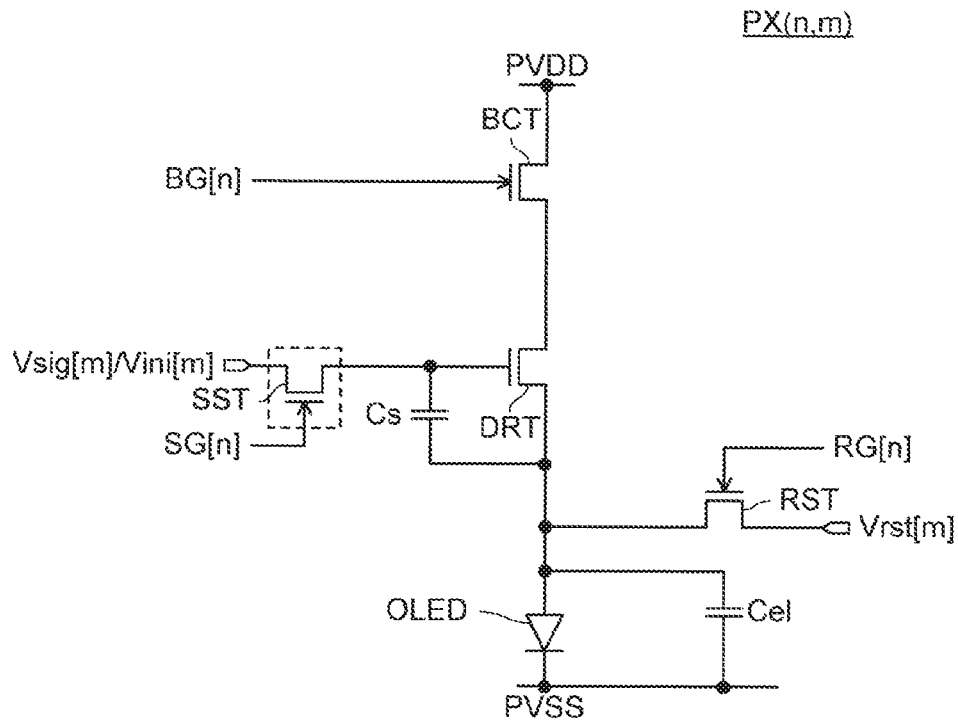 PX(n,m)
PVDD
BCT
BG[n]
Vsig[m]/Vini[m]
SST
Cs
DRT
SG[n]
RG[n]
RST
Vrst[m]
OLED
Cel
PVSS